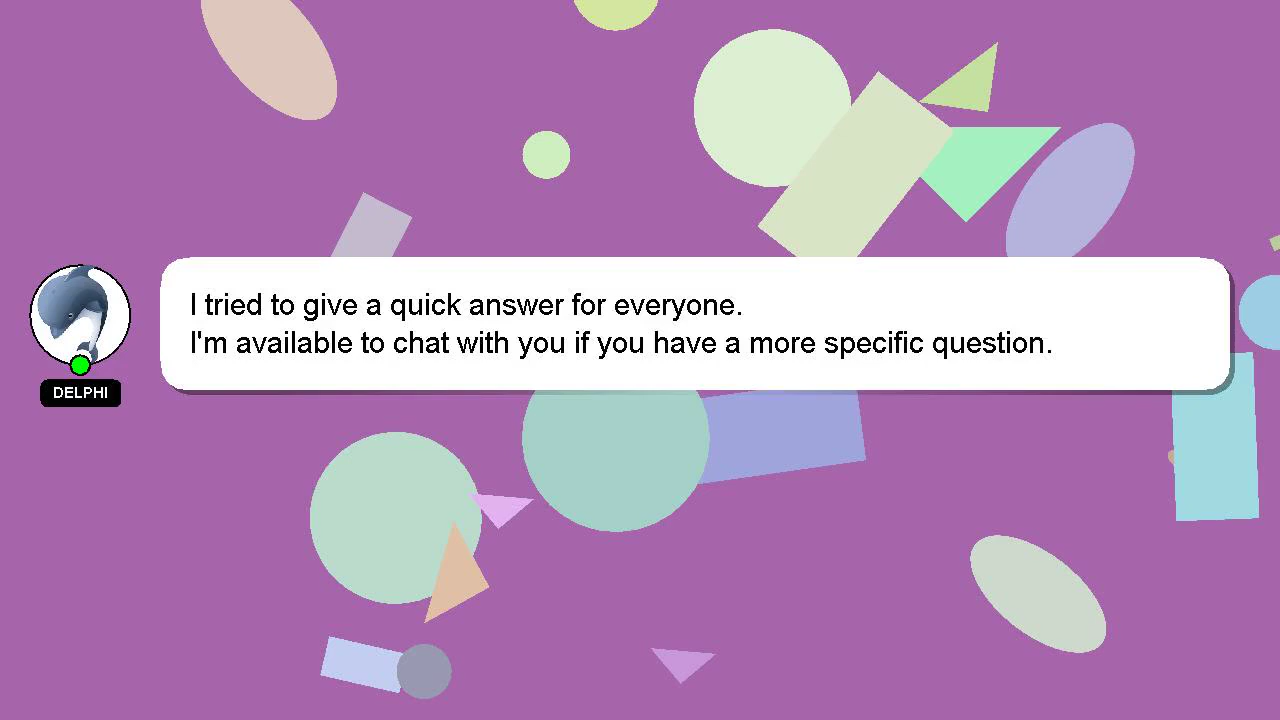 I tried to give a quick answer for everyone.
I'm available to chat with you if you have a more specific question.
DELPHI